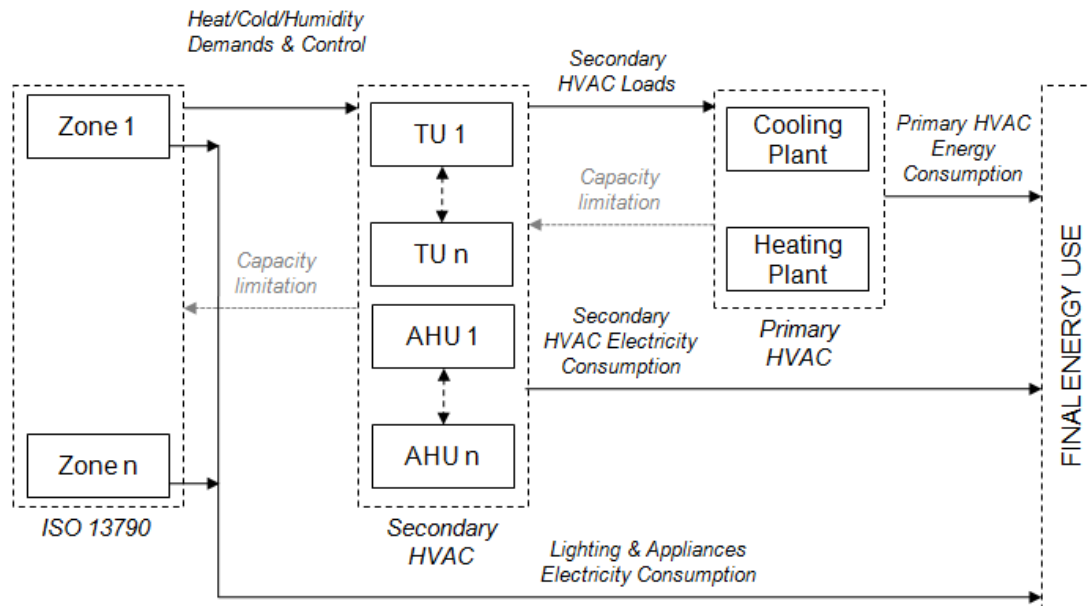 Heat/Cold/Humidity
Demands & Control
Zone 1
Zone n
ISO 13790
Capacity
limitation
TU 1
TU n
AHU 1
AHU n
Secondary
HVAC
Secondary
HVAC Loads
Capacity
limitation
Secondary
HVAC Electricity
Consumption
Cooling
Plant
Heating
Plant
Primary
HVAC
Primary HVAC
Energy
Consumption
Lighting & Appliances
Electricity Consumption
FINAL ENERGY USE